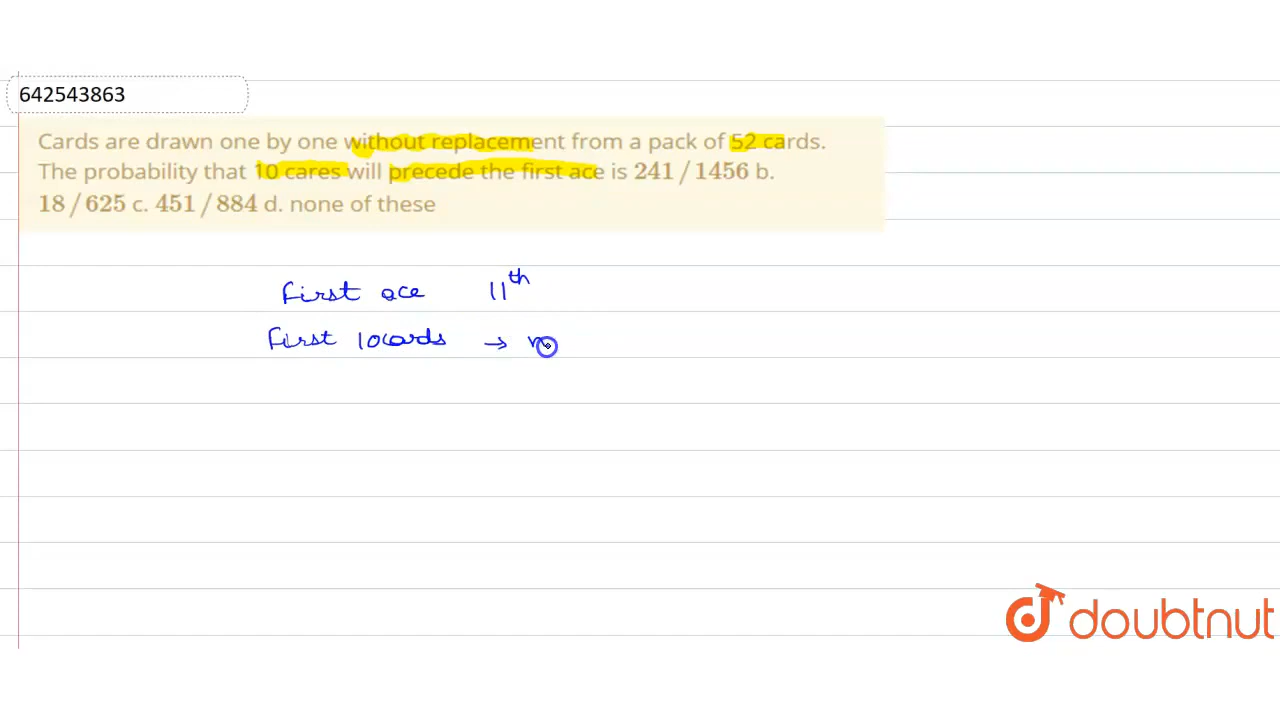 642543863
Cards are drawn one by one without replacement from a pack of 52 cards.
The probability that 10 cares will precede the first ace is 241/1456 b.
18/625 c. 451/884 d. none of these
First ace 11th
First 10cards → n
doubtnut